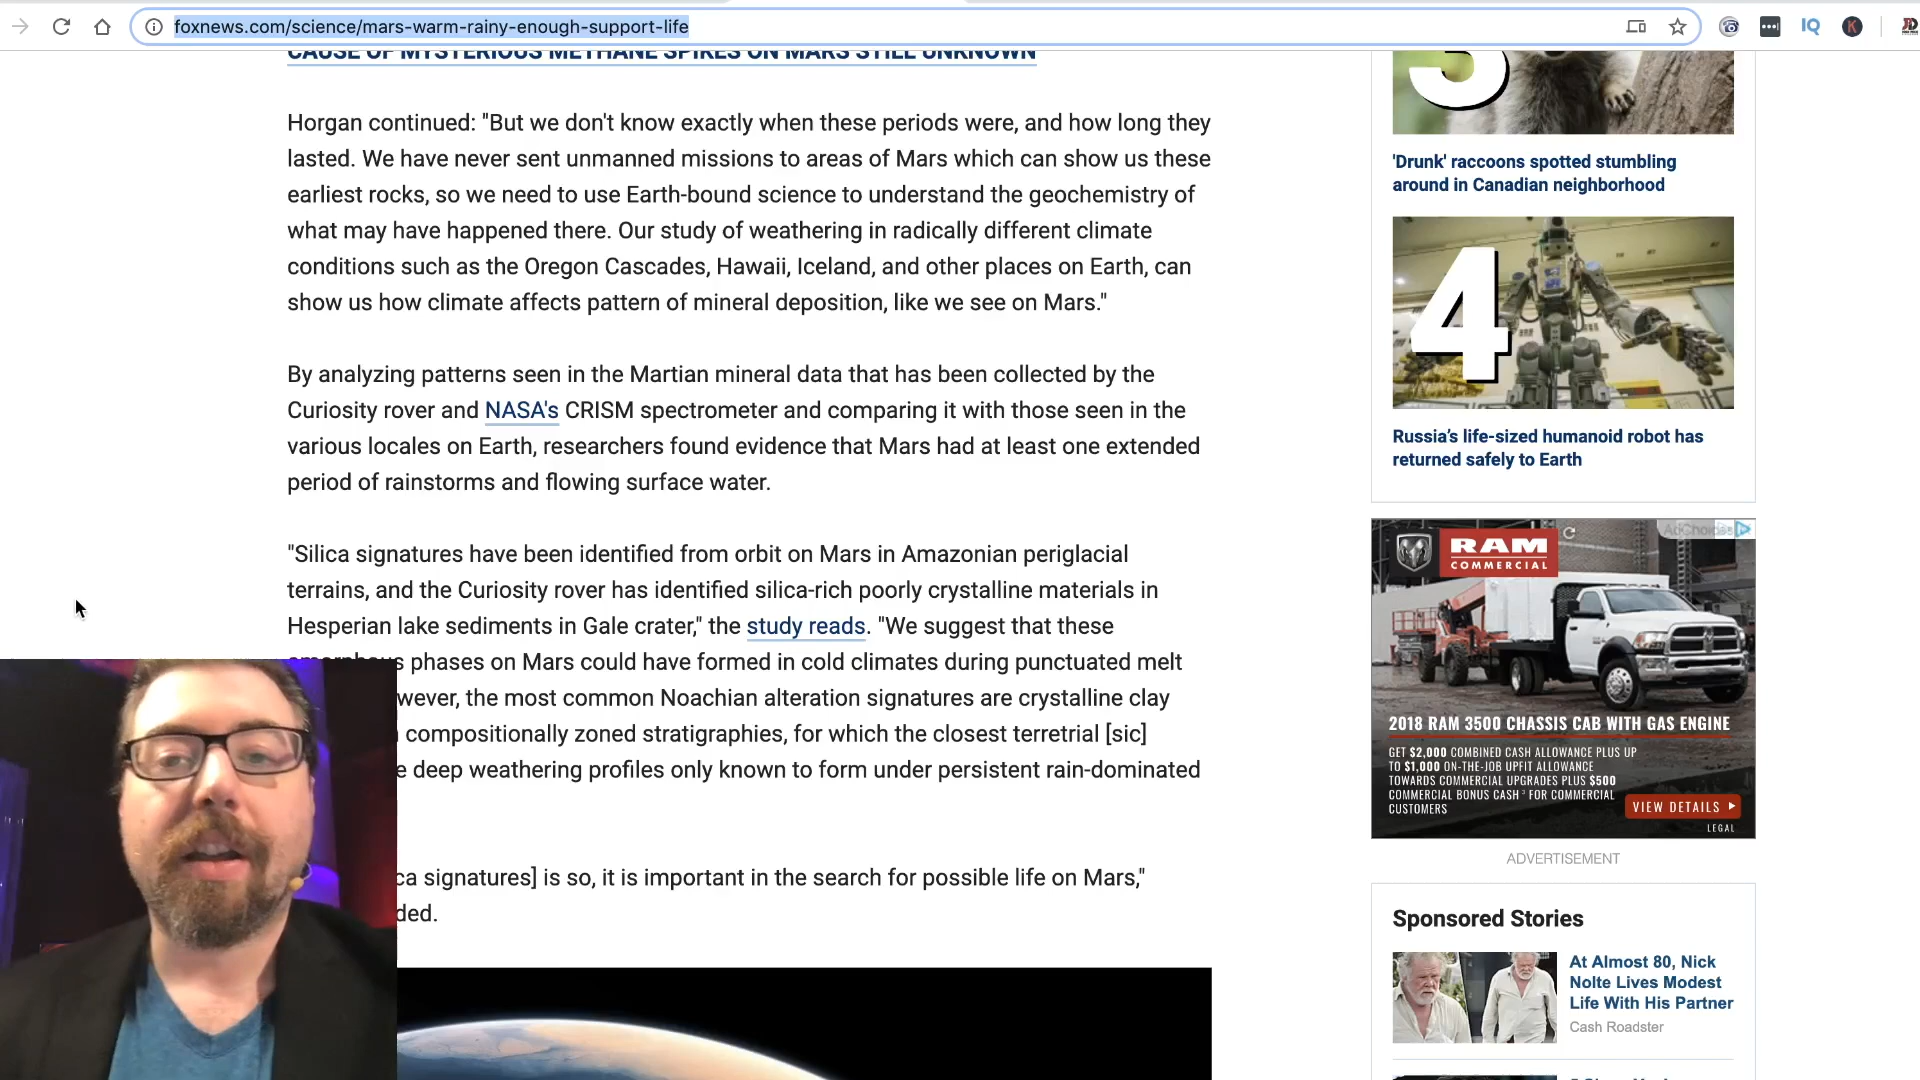 foxnews.com/science/mars-warm-rainy-enough-support-life
IQ
K
CAUSE OF MYSTERIOUS METHANE SPIKES ON MARS STILL UNKNOWN
Horgan continued: "But we don't know exactly when these periods were, and how long they
lasted. We have never sent unmanned missions to areas of Mars which can show us these
earliest rocks, so we need to use Earth-bound science to understand the geochemistry of
what may have happened there. Our study of weathering in radically different climate
conditions such as the Oregon Cascades, Hawaii, Iceland, and other places on Earth, can
show us how climate affects pattern of mineral deposition, like we see on Mars."
By analyzing patterns seen in the Martian mineral data that has been collected by the
Curiosity rover and NASA's CRISM spectrometer and comparing it with those seen in the
various locales on Earth, researchers found evidence that Mars had at least one extended
period of rainstorms and flowing surface water.
"Silica signatures have been identified from orbit on Mars in Amazonian periglacial
terrains, and the Curiosity rover has identified silica-rich poorly crystalline materials in
Hesperian lake sediments in Gale crater," the study reads. "We suggest that these
phases on Mars could have formed in cold climates during punctuated melt
wever, the most common Noachian alteration signatures are crystalline clay
compositionally zoned stratigraphies, for which the closest terretrial [sic]
e deep weathering profiles only known to form under persistent rain-dominated
ca signatures] is so, it is important in the search for possible life on Mars,"
ded.
3
'Drunk' raccoons spotted stumbling
around in Canadian neighborhood
4
Russia’s life-sized humanoid robot has
returned safely to Earth
AdChoices
RAM
COMMERCIAL
2018 RAM 3500 CHASSIS CAB WITH GAS ENGINE
GET $2,000 COMBINED CASH ALLOWANCE PLUS UP
TO $1,000 ON-THE-JOB UPFIT ALLOWANCE
TOWARDS COMMERCIAL UPGRADES PLUS $500
COMMERCIAL BONUS CASH³ FOR COMMERCIAL
CUSTOMERS
VIEW DETAILS
LEGAL
ADVERTISEMENT
Sponsored Stories
At Almost 80, Nick
Nolte Lives Modest
Life With His Partner
Cash Roadster